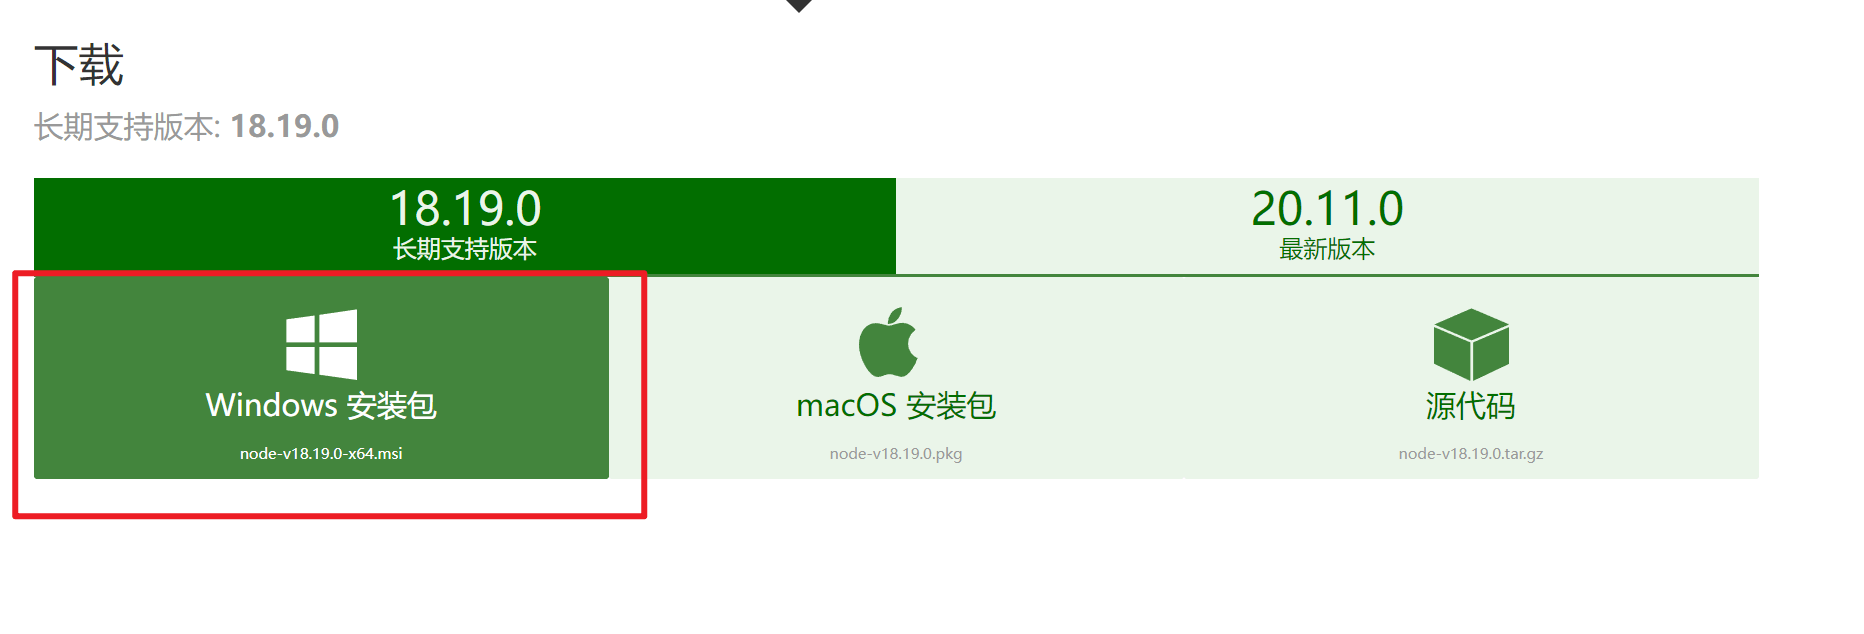 下载
长期支持版本: 18.19.0
18.19.0
长期支持版本
20.11.0
最新版本
Windows 安装包
node-v18.19.0-x64.msi
macOS 安装包
node-v18.19.0.pkg
源代码
node-v18.19.0.tar.gz